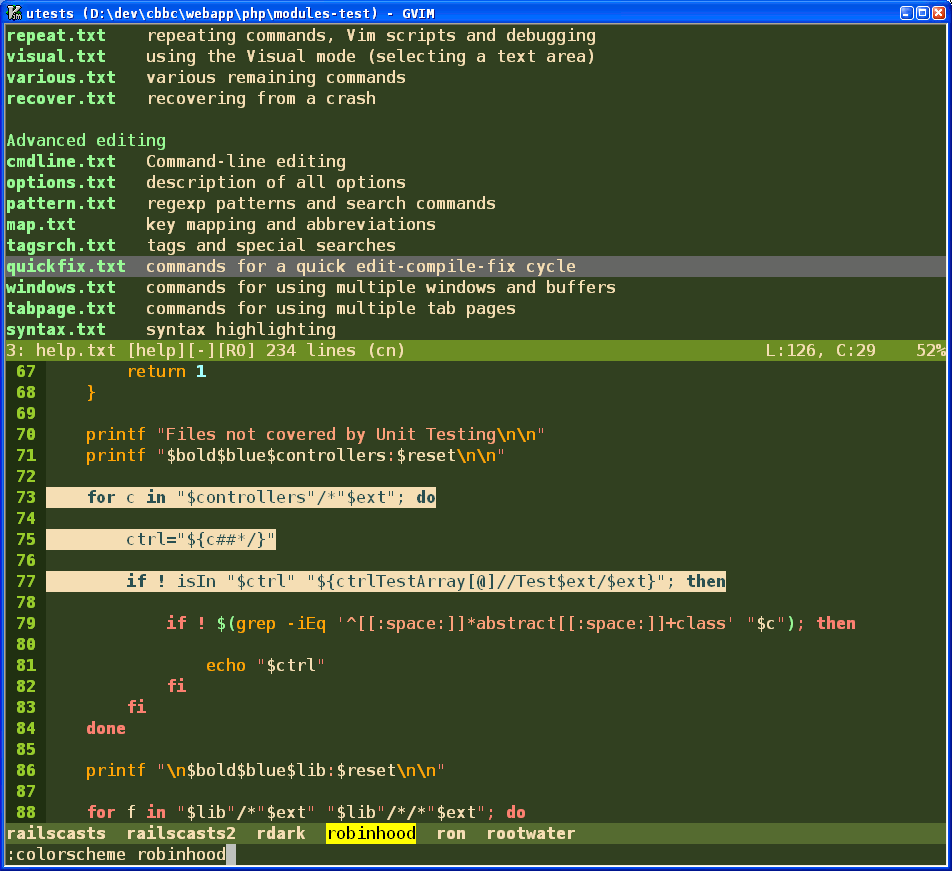 utests (D:\dev\cbbc\webapp\php\modules-test) - GVIM
repeat.txt   repeating commands, Vim scripts and debugging
visual.txt   using the Visual mode (selecting a text area)
various.txt   various remaining commands
recover.txt   recovering from a crash

Advanced editing
cmdline.txt   Command-line editing
options.txt   description of all options
pattern.txt   regexp patterns and search commands
map.txt       key mapping and abbreviations
tagsrch.txt   tags and special searches
quickfix.txt  commands for a quick edit-compile-fix cycle
windows.txt   commands for using multiple windows and buffers
tabpage.txt   commands for using multiple tab pages
syntax.txt    syntax highlighting
3: help.txt [help][-][RO] 234 lines (cn)                                    L:126, C:29    52%
67         return 1
68     }
69
70     printf "Files not covered by Unit Testing\n\n"
71     printf "$bold$blue$controllers:$reset\n\n"
72
73     for c in "$controllers"/*"$ext"; do
74
75         ctrl="${c##*/}"
76
77         if ! isIn "$ctrl" "${ctrlTestArray[@]//Test$ext/$ext}"; then
78
79             if ! $(grep -iEq '^[[:space:]]*abstract[[:space:]]+class' "$c"); then
80
81                 echo "$ctrl"
82             fi
83         fi
84     done
85
86     printf "\n$bold$blue$lib:$reset\n\n"
87
88     for f in "$lib"/*"$ext" "$lib"/*/*"$ext"; do
railscasts  railscasts2  rdark  robinhood  ron  rootwater
:colorscheme robinhood